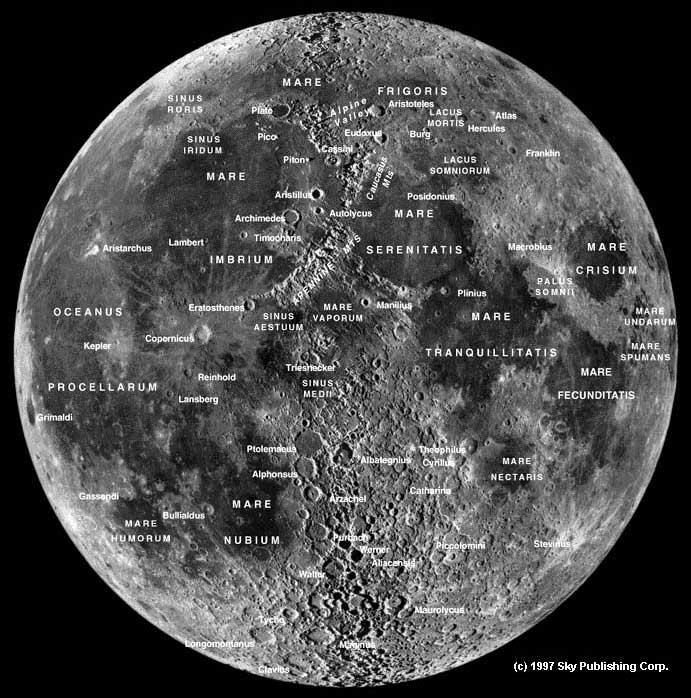 MARE
FRIGORIS
SINUS
RORIS
Plato
Alpine
Valley
Aristoteles
LACUS
MORTIS
Atlas
Hercules
Pico
Eudoxus
Burg
SINUS
IRIDUM
Cassini
Piton
Franklin
LACUS
SOMNIORUM
MARE
IMBRIUM
Caucasus
Mts
Aristillus
Posidonius
Autolycus
MARE
SERENITATIS
Archimedes
Timocharis
Lambert
Aristarchus
APENNINE MTS
Macrobius
MARE
CRISIUM
PALUS
SOMNII
Plinius
Eratosthenes
SINUS
AESTUUM
MARE
VAPORUM
Manilius
OCEANUS
PROCELLARUM
MARE
TRANQUILLITATIS
MARE
UNDARUM
MARE
SPUMANS
Copernicus
Kepler
Triesnecker
SINUS
MEDII
Reinhold
Lansberg
MARE
FECUNDITATIS
Grimaldi
Ptolemaeus
Albategnius
Theophilus
Cyrillus
Alphonsus
MARE
NECTARIS
Catharina
Arzachel
Gassendi
Bullialdus
MARE
NUBIUM
MARE
HUMORUM
Purbach
Werner
Aliacensis
Piccolomini
Stevinus
Walter
Maurolycus
Tycho
Longomontanus
Maginus
Clavius
(c) 1997 Sky Publishing Corp.